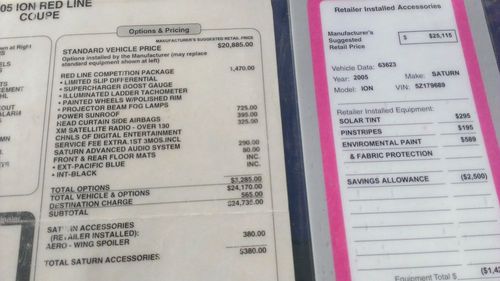 05 ION RED LINE
COUPE
Options & Pricing
MANUFACTURER'S SUGGESTED RETAIL PRICE
STANDARD VEHICLE PRICE $20,885.00
Options installed by the Manufacturer (may replace
standard equipment shown at left)
RED LINE COMPETITION PACKAGE 1,470.00
• LIMITED SLIP DIFFERENTIAL
• SUPERCHARGER BOOST GAUGE
• ILLUMINATED LADDER TACHOMETER
• PAINTED WHEELS W/POLISHED RIM
• PROJECTOR BEAM FOG LAMPS
POWER SUNROOF 725.00
HEAD CURTAIN SIDE AIRBAGS 395.00
XM SATELLITE RADIO - OVER 130 325.00
CHNLS OF DIGITAL ENTERTAINMENT
SERVICE FEE EXTRA.1ST 3MOS.INCL
SATURN ADVANCED AUDIO SYSTEM 290.00
FRONT & REAR FLOOR MATS 80.00
• EXT-PACIFIC BLUE INC.
• INT-BLACK INC.
TOTAL OPTIONS $3,285.00
TOTAL VEHICLE & OPTIONS $24,170.00
DESTINATION CHARGE 565.00
SUBTOTAL $24,735.00
SATURN ACCESSORIES
(RETAILER INSTALLED):
AERO - WING SPOILER 380.00
TOTAL SATURN ACCESSORIES $380.00
Retailer Installed Accessories
Manufacturer's
Suggested
Retail Price
$ $25,115
Vehicle Data: 63623
Year: 2005 Make: SATURN
Model: ION VIN: 52179689
Retailer Installed Equipment:
SOLAR TINT $295
PINSTRIPES $195
ENVIROMENTAL PAINT $589
& FABRIC PROTECTION
SAVINGS ALLOWANCE ($2,500)
Equipment Total $